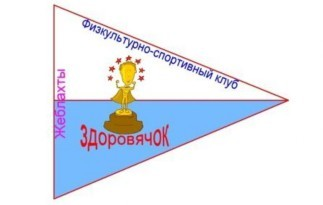 Физкультурно-спортивный клуб
Жеблахты
ЗДоровячОК